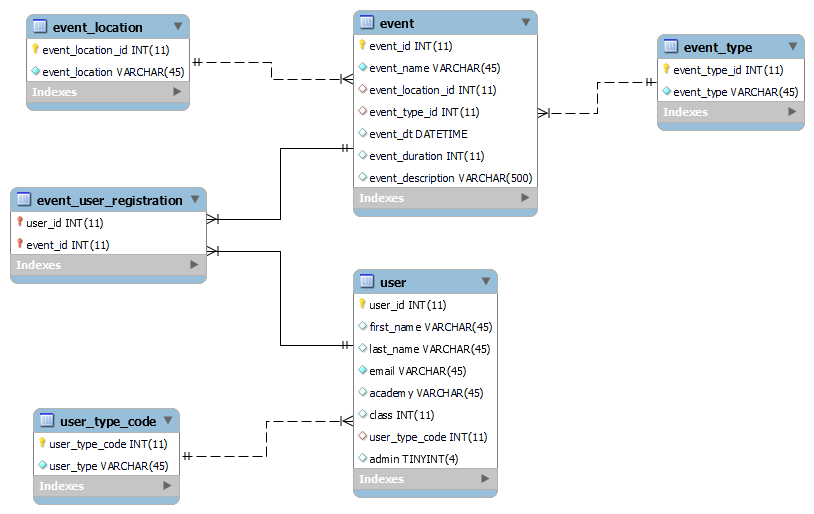 event_location
event_location_id INT(11)
event_location VARCHAR(45)
Indexes
event
event_id INT(11)
event_name VARCHAR(45)
event_location_id INT(11)
event_type_id INT(11)
event_dt DATETIME
event_duration INT(11)
event_description VARCHAR(500)
Indexes
event_type
event_type_id INT(11)
event_type VARCHAR(45)
Indexes
event_user_registration
user_id INT(11)
event_id INT(11)
Indexes
user
user_id INT(11)
first_name VARCHAR(45)
last_name VARCHAR(45)
email VARCHAR(45)
academy VARCHAR(45)
class INT(11)
user_type_code INT(11)
admin TINYINT(4)
Indexes
user_type_code
user_type_code INT(11)
user_type VARCHAR(45)
Indexes